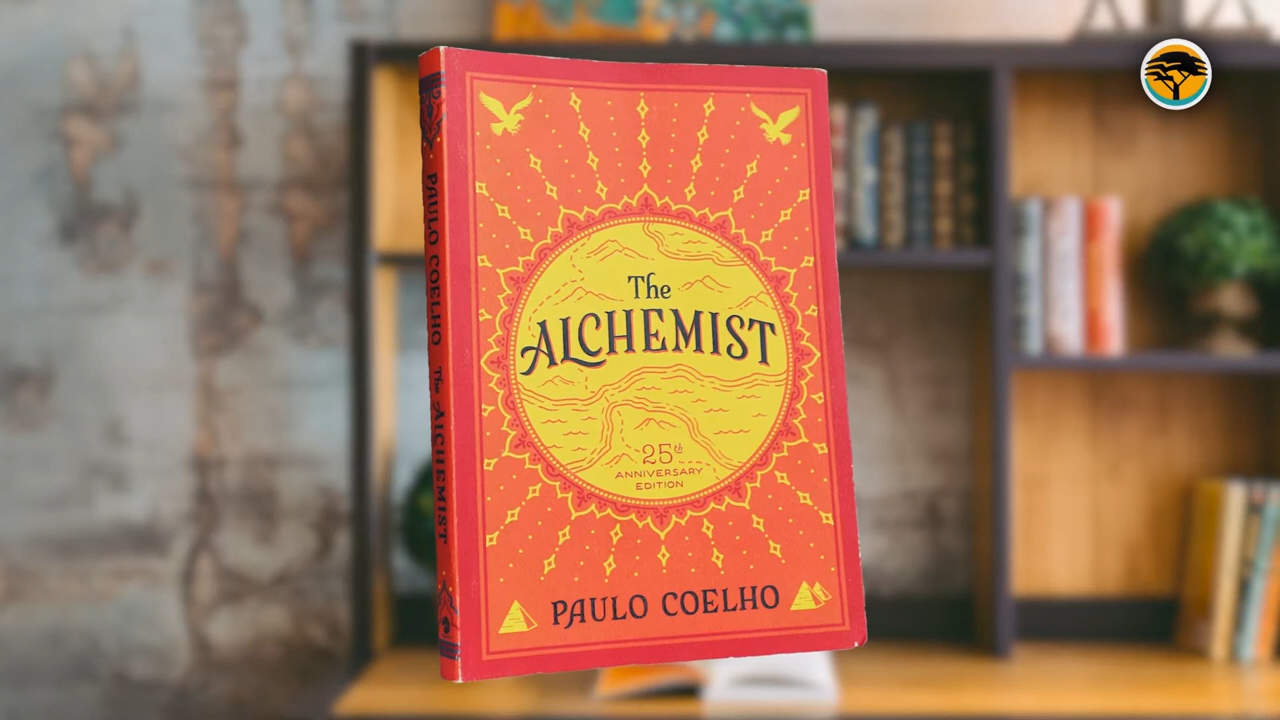 PAULO COELHO The ALCHEMIST
The
ALCHEMIST
25th
ANNIVERSARY
EDITION
PAULO COELHO